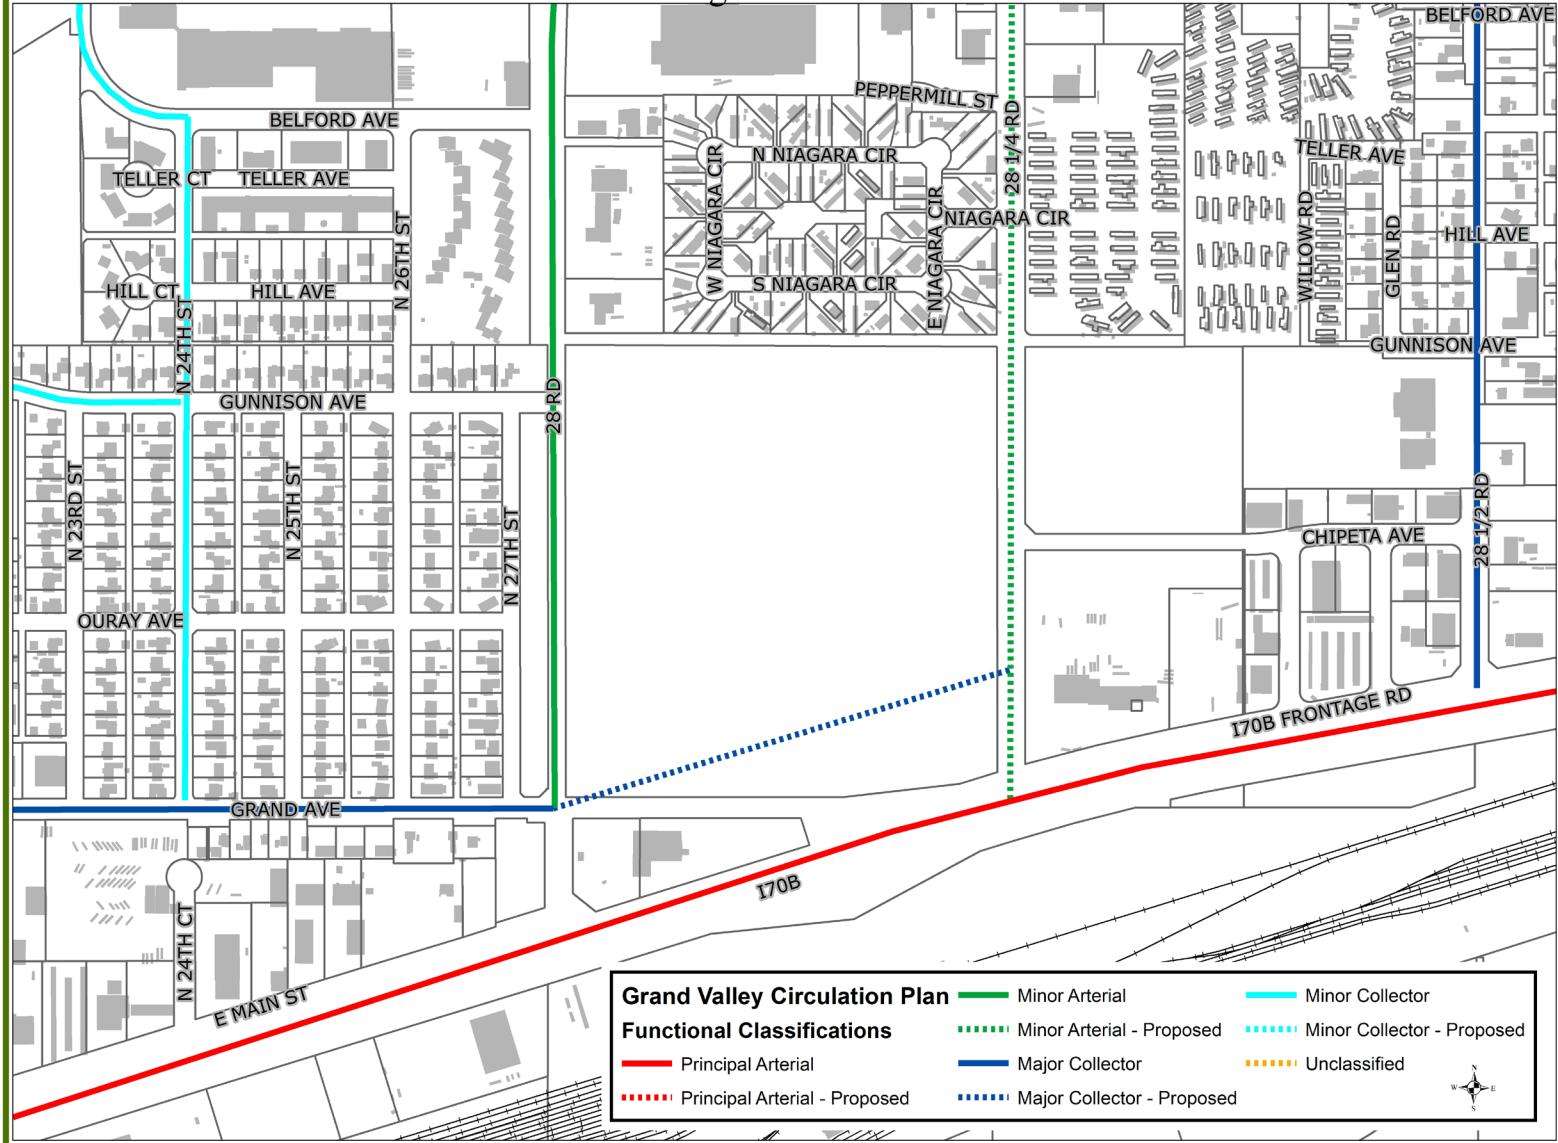 BELFORD AVE
PEPPERMILL ST
BELFORD AVE
28 1/4 RD
N NIAGARA CIR
TELLER AVE
TELLER CT
TELLER AVE
W NIAGARA CIR
E NIAGARA CIR
NIAGARA CIR
N 26TH ST
WILLOW RD
GLEN RD
HILL AVE
HILL CT
HILL AVE
S NIAGARA CIR
N 24TH ST
GUNNISON AVE
GUNNISON AVE
28 RD
N 23RD ST
N 25TH ST
N 27TH ST
28 1/2 RD
CHIPETA AVE
OURAY AVE
I70B FRONTAGE RD
GRAND AVE
I70B
N 24TH CT
E MAIN ST
Grand Valley Circulation Plan
Functional Classifications
Principal Arterial
Principal Arterial - Proposed
Minor Arterial
Minor Arterial - Proposed
Major Collector
Major Collector - Proposed
Minor Collector
Minor Collector - Proposed
Unclassified
N
W E
S